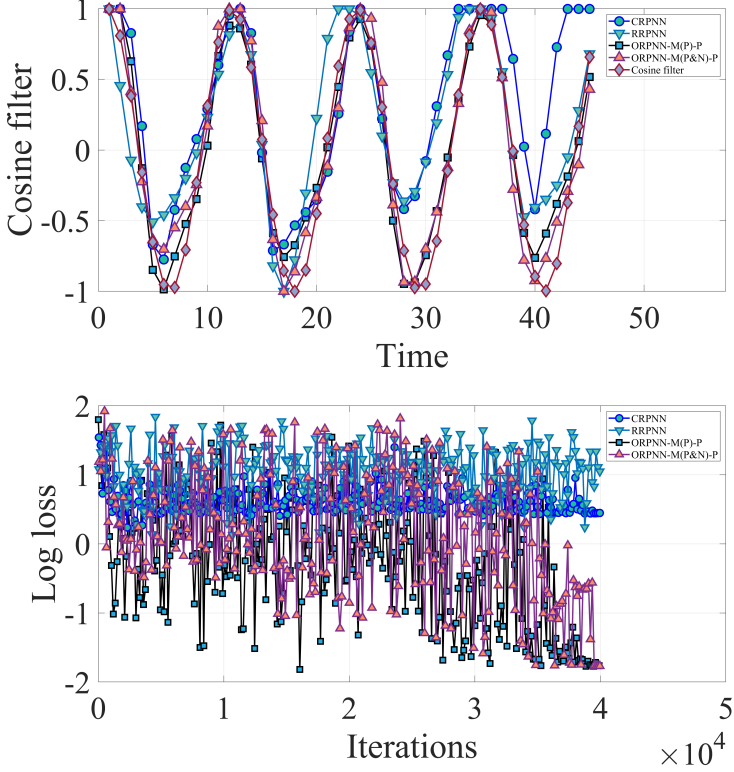 Cosine filter
1
0.5
0
-0.5
-1
0
10
20
30
40
50
Time
CRPNN
RRPNN
ORPNN-M(P)-P
ORPNN-M(P&N)-P
Cosine filter
Log loss
2
1
0
-1
-2
0
1
2
3
4
5
Iterations
×10⁴
CRPNN
RRPNN
ORPNN-M(P)-P
ORPNN-M(P&N)-P